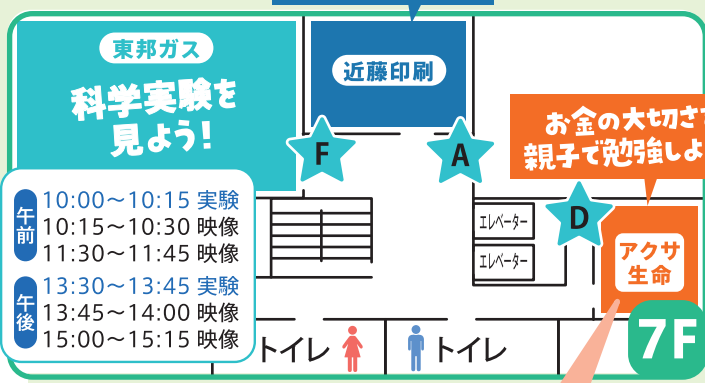 東邦ガス
科学実験を
見よう!
近藤印刷
お金の大切さ
親子で勉強しよ
F
A
D
エレベーター
エレベーター
アクサ
生命
午前
10:00〜10:15 実験
10:15〜10:30 映像
11:30〜11:45 映像
午後
13:30〜13:45 実験
13:45〜14:00 映像
15:00〜15:15 映像
トイレ
トイレ
7F